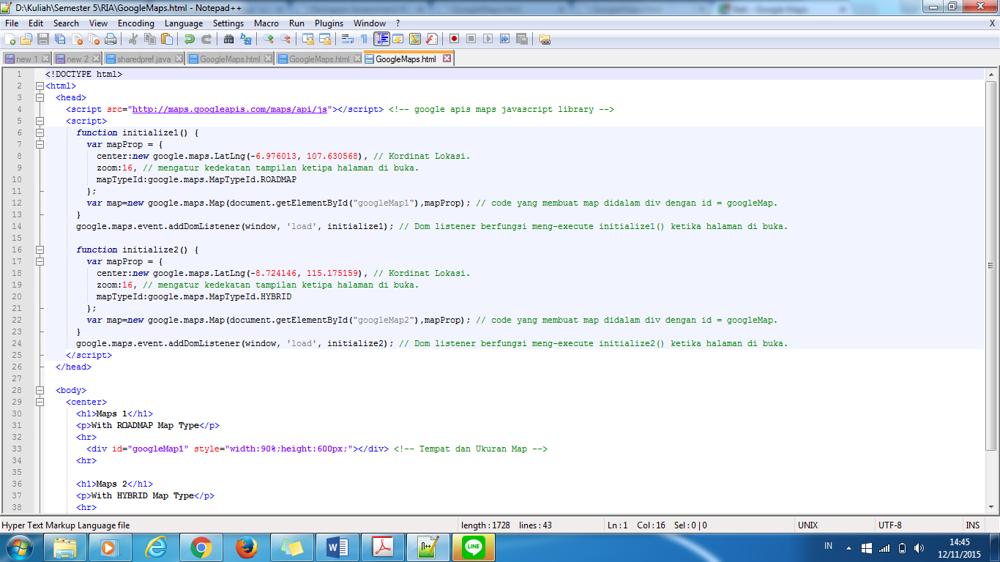 D:\Kuliah\Semester 5\RIA\GoogleMaps.html - Notepad++
File Edit Search View Encoding Language Settings Macro Run Plugins Window ? X
new 1 new 2 sharedpref.java GoogleMaps.html GoogleMaps.html GoogleMaps.html
1 <!DOCTYPE html>
2 <html>
3 <head>
4 <script src="http://maps.googleapis.com/maps/api/js"></script> <!-- google apis maps javascript library -->
5 <script>
6 function initialize1() {
7 var mapProp = {
8 center:new google.maps.LatLng(-6.976013, 107.630568), // Kordinat Lokasi.
9 zoom:16, // mengatur kedekatan tampilan ketipa halaman di buka.
10 mapTypeId:google.maps.MapTypeId.ROADMAP
11 };
12 var map=new google.maps.Map(document.getElementById("googleMap1"),mapProp); // code yang membuat map didalam div dengan id = googleMap.
13 }
14 google.maps.event.addDomListener(window, 'load', initialize1); // Dom listener berfungsi meng-execute initialize1() ketika halaman di buka.
15
16 function initialize2() {
17 var mapProp = {
18 center:new google.maps.LatLng(-8.724146, 115.175159), // Kordinat Lokasi.
19 zoom:16, // mengatur kedekatan tampilan ketipa halaman di buka.
20 mapTypeId:google.maps.MapTypeId.HYBRID
21 };
22 var map=new google.maps.Map(document.getElementById("googleMap2"),mapProp); // code yang membuat map didalam div dengan id = googleMap.
23 }
24 google.maps.event.addDomListener(window, 'load', initialize2); // Dom listener berfungsi meng-execute initialize2() ketika halaman di buka.
25 </script>
26 </head>
27
28 <body>
29 <center>
30 <h1>Maps 1</h1>
31 <p>With ROADMAP Map Type</p>
32 <hr>
33 <div id="googleMap1" style="width:90%;height:600px;"></div> <!-- Tempat dan Ukuran Map -->
34 <hr>
35
36 <h1>Maps 2</h1>
37 <p>With HYBRID Map Type</p>
38 <hr>
Hyper Text Markup Language file length : 1728 lines : 43 Ln : 1 Col : 16 Sel : 0 | 0 UNIX UTF-8 INS
LINE IN 14:45
12/11/2015